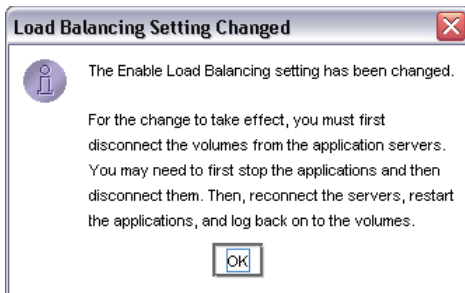 Load Balancing Setting Changed
The Enable Load Balancing setting has been changed.
For the change to take effect, you must first
disconnect the volumes from the application servers.
You may need to first stop the applications and then
disconnect them. Then, reconnect the servers, restart
the applications, and log back on to the volumes.
OK